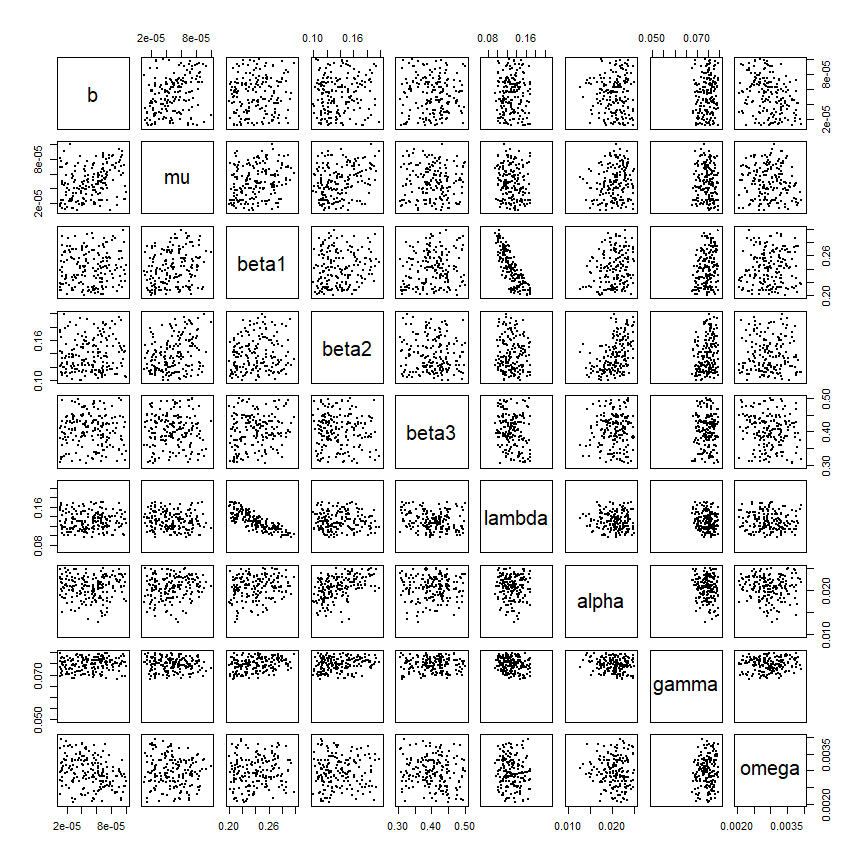 2e-05 8e-05 0.10 0.16 0.08 0.16 0.050 0.070
b 2e-05 8e-05
2e-05 8e-05 mu
beta1 0.20 0.26
0.10 0.16 beta2
beta3 0.30 0.40 0.50
0.08 0.16 lambda
alpha 0.010 0.020
0.050 0.070 gamma
omega 0.0020 0.0035
2e-05 8e-05 0.20 0.26 0.30 0.40 0.50 0.010 0.020 0.0020 0.0035